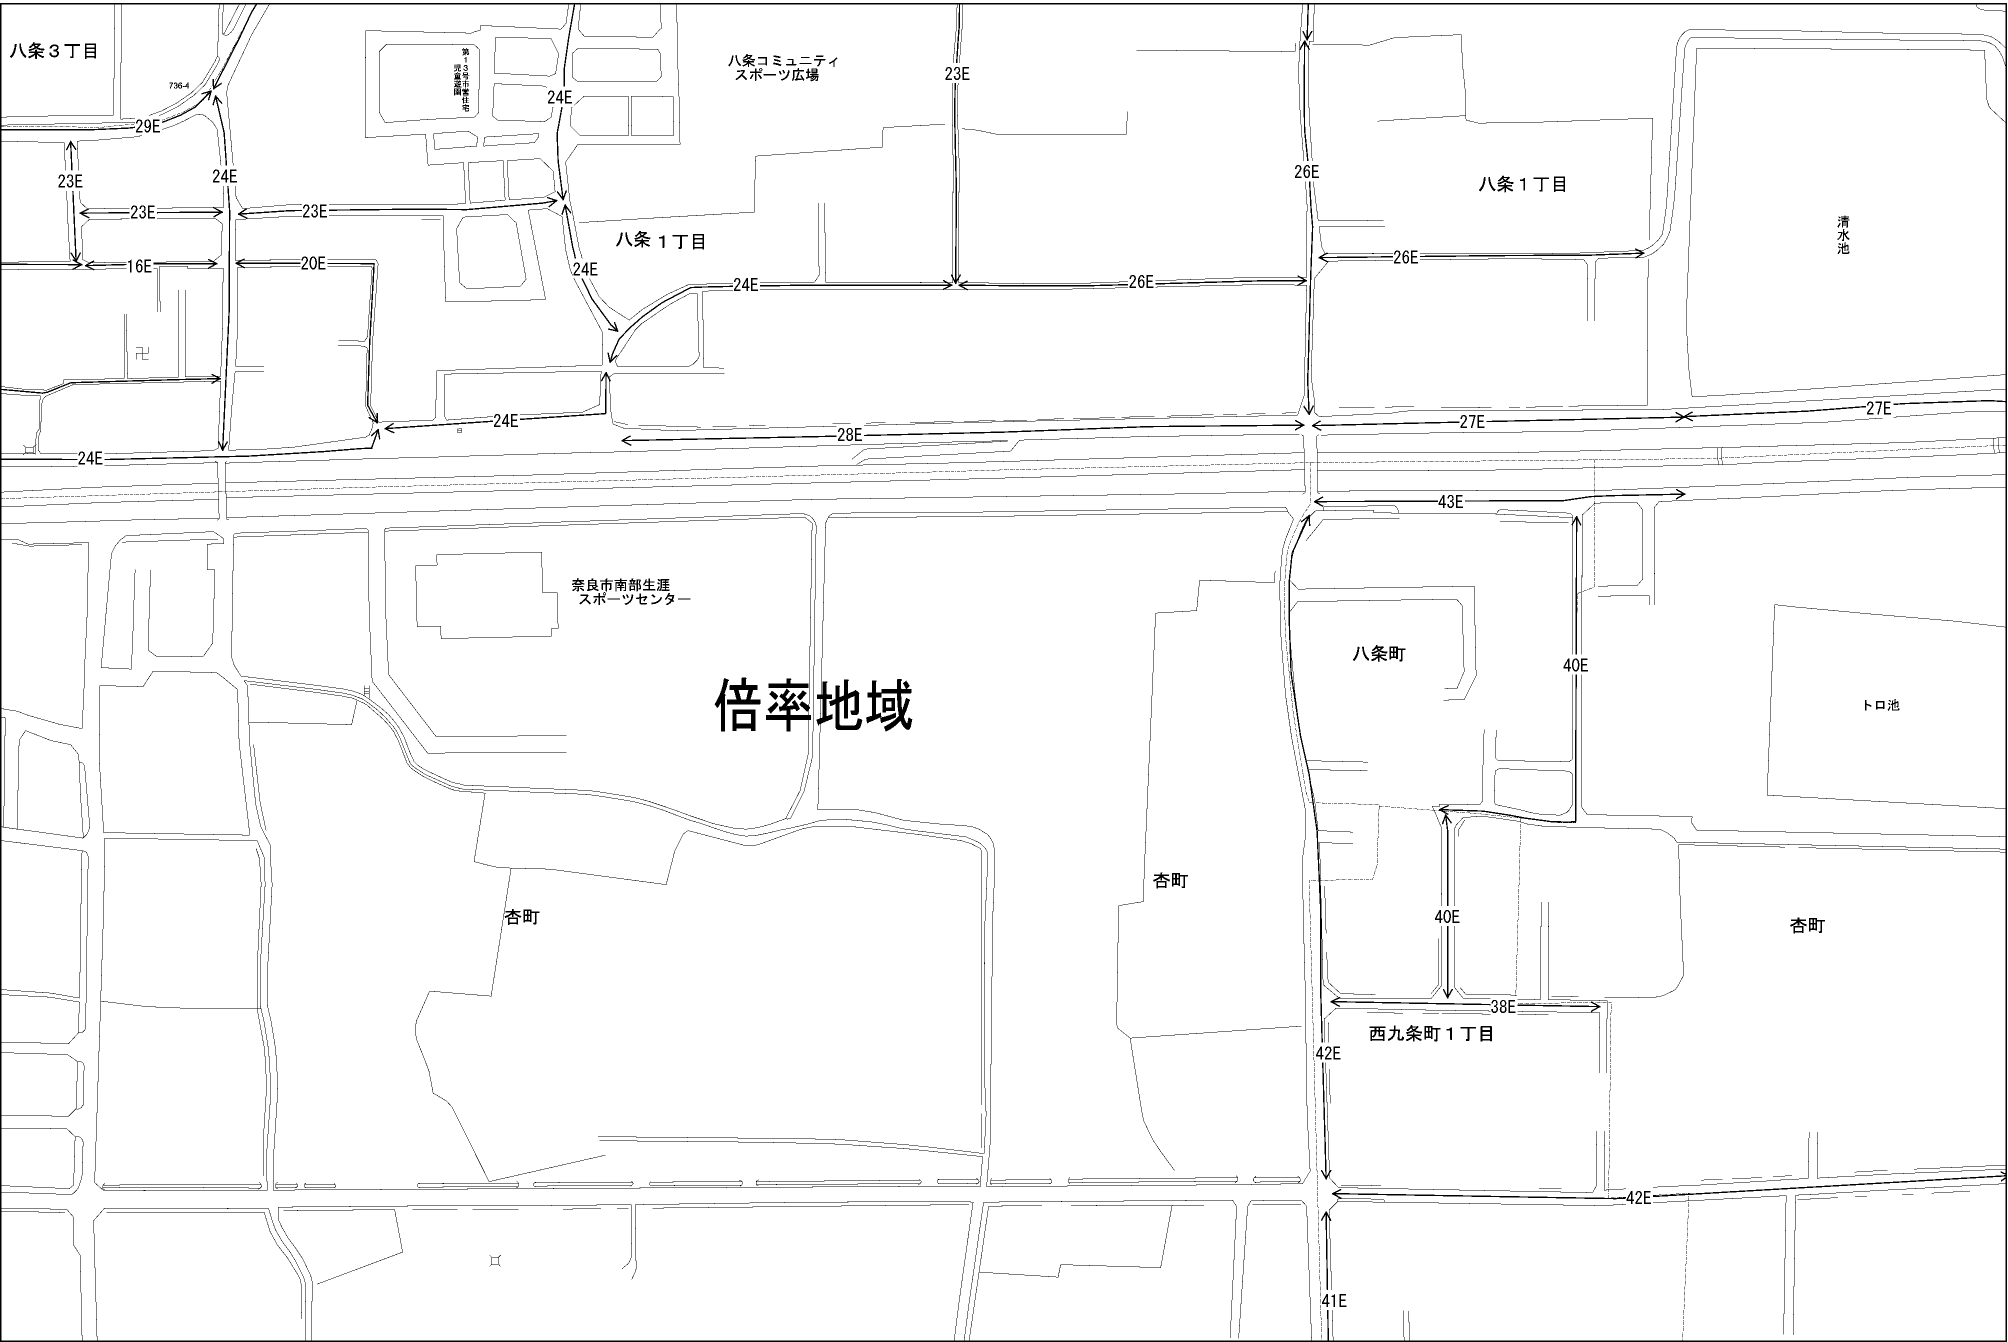 八条３丁目
第１３号市営住宅
児童遊園
八条コミュニティ
スポーツ広場
23E
736-4
24E
29E
23E
24E
26E
八条１丁目
23E
23E
清水池
八条１丁目
16E
20E
24E
24E
26E
26E
卍
24E
28E
27E
27E
24E
43E
奈良市南部生涯
スポーツセンター
八条町
40E
倍率地域
トロ池
杏町
杏町
40E
杏町
38E
西九条町１丁目
42E
42E
41E